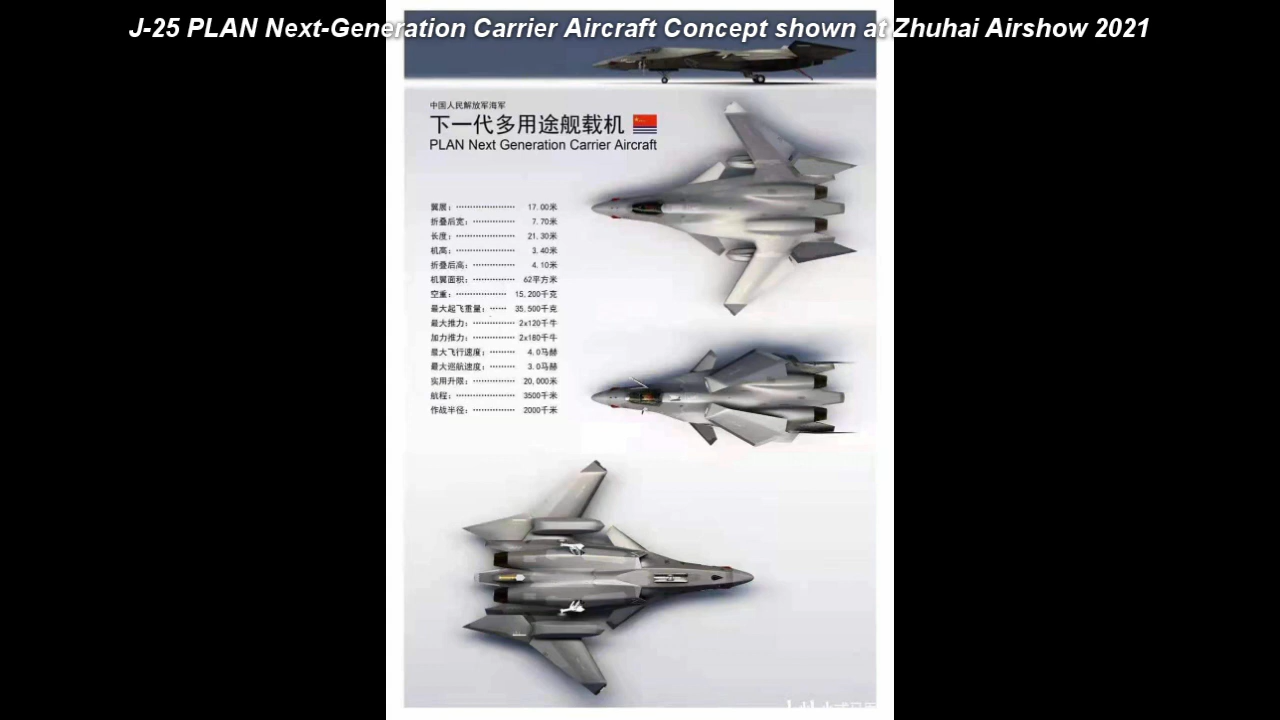 J-25 PLAN Next-Generation Carrier Aircraft Concept shown at Zhuhai Airshow 2021
中国人民解放军海军
下一代多用途舰载机
PLAN Next Generation Carrier Aircraft
翼展：………………… 17.00米
折叠后宽：…………… 7.70米
长度：………………… 21.30米
机高：………………… 3.40米
折叠后高：…………… 4.10米
机翼面积：…………… 62平方米
空重：……………… 15,200千克
最大起飞重量：…… 35,500千克
最大推力：…………… 2x120千牛
加力推力：…………… 2x180千牛
最大飞行速度：……… 4.0马赫
最大巡航速度：……… 3.0马赫
实用升限：…………… 20,000米
航程：………………… 3500千米
作战半径：…………… 2000千米